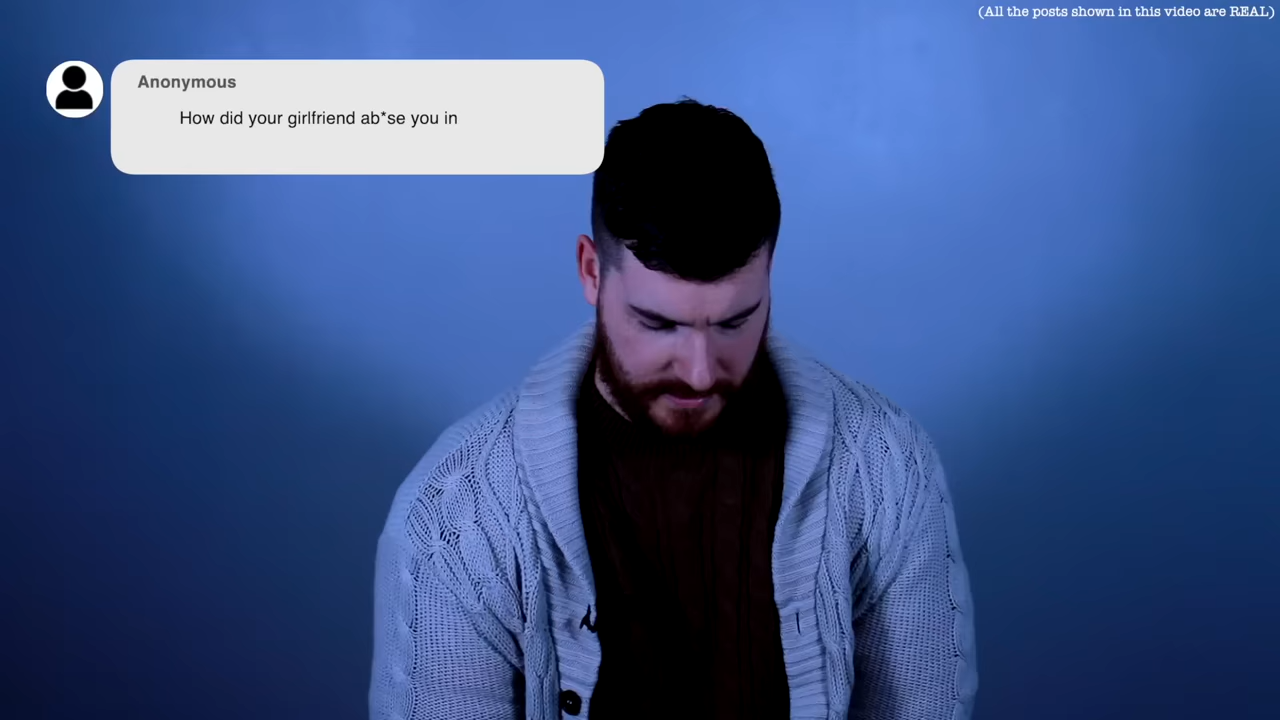 (All the posts shown in this video are REAL)
Anonymous
How did your girlfriend ab*se you in